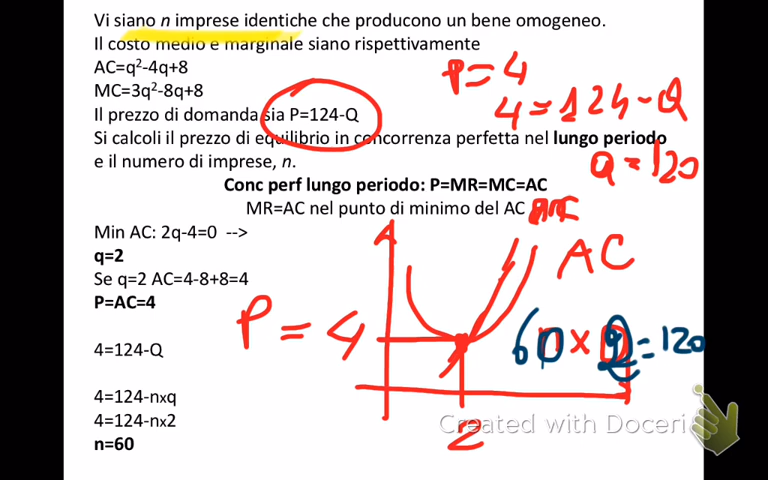 Vi siano n imprese identiche che producono un bene omogeneo.
Il costo medio e marginale siano rispettivamente
AC=q²-4q+8
MC=3q²-8q+8
Il prezzo di domanda sia P=124-Q
Si calcoli il prezzo di equilibrio in concorrenza perfetta nel lungo periodo
e il numero di imprese, n.
P=4
4=124-Q
Q=120
Conc perf lungo periodo: P=MR=MC=AC
MR=AC nel punto di minimo del AC
Min AC: 2q-4=0 -->
q=2
Se q=2 AC=4-8+8=4
P=AC=4
4=124-Q
4=124-nxq
4=124-nx2
n=60
AC
P=4
2
=120
Created with Doceri